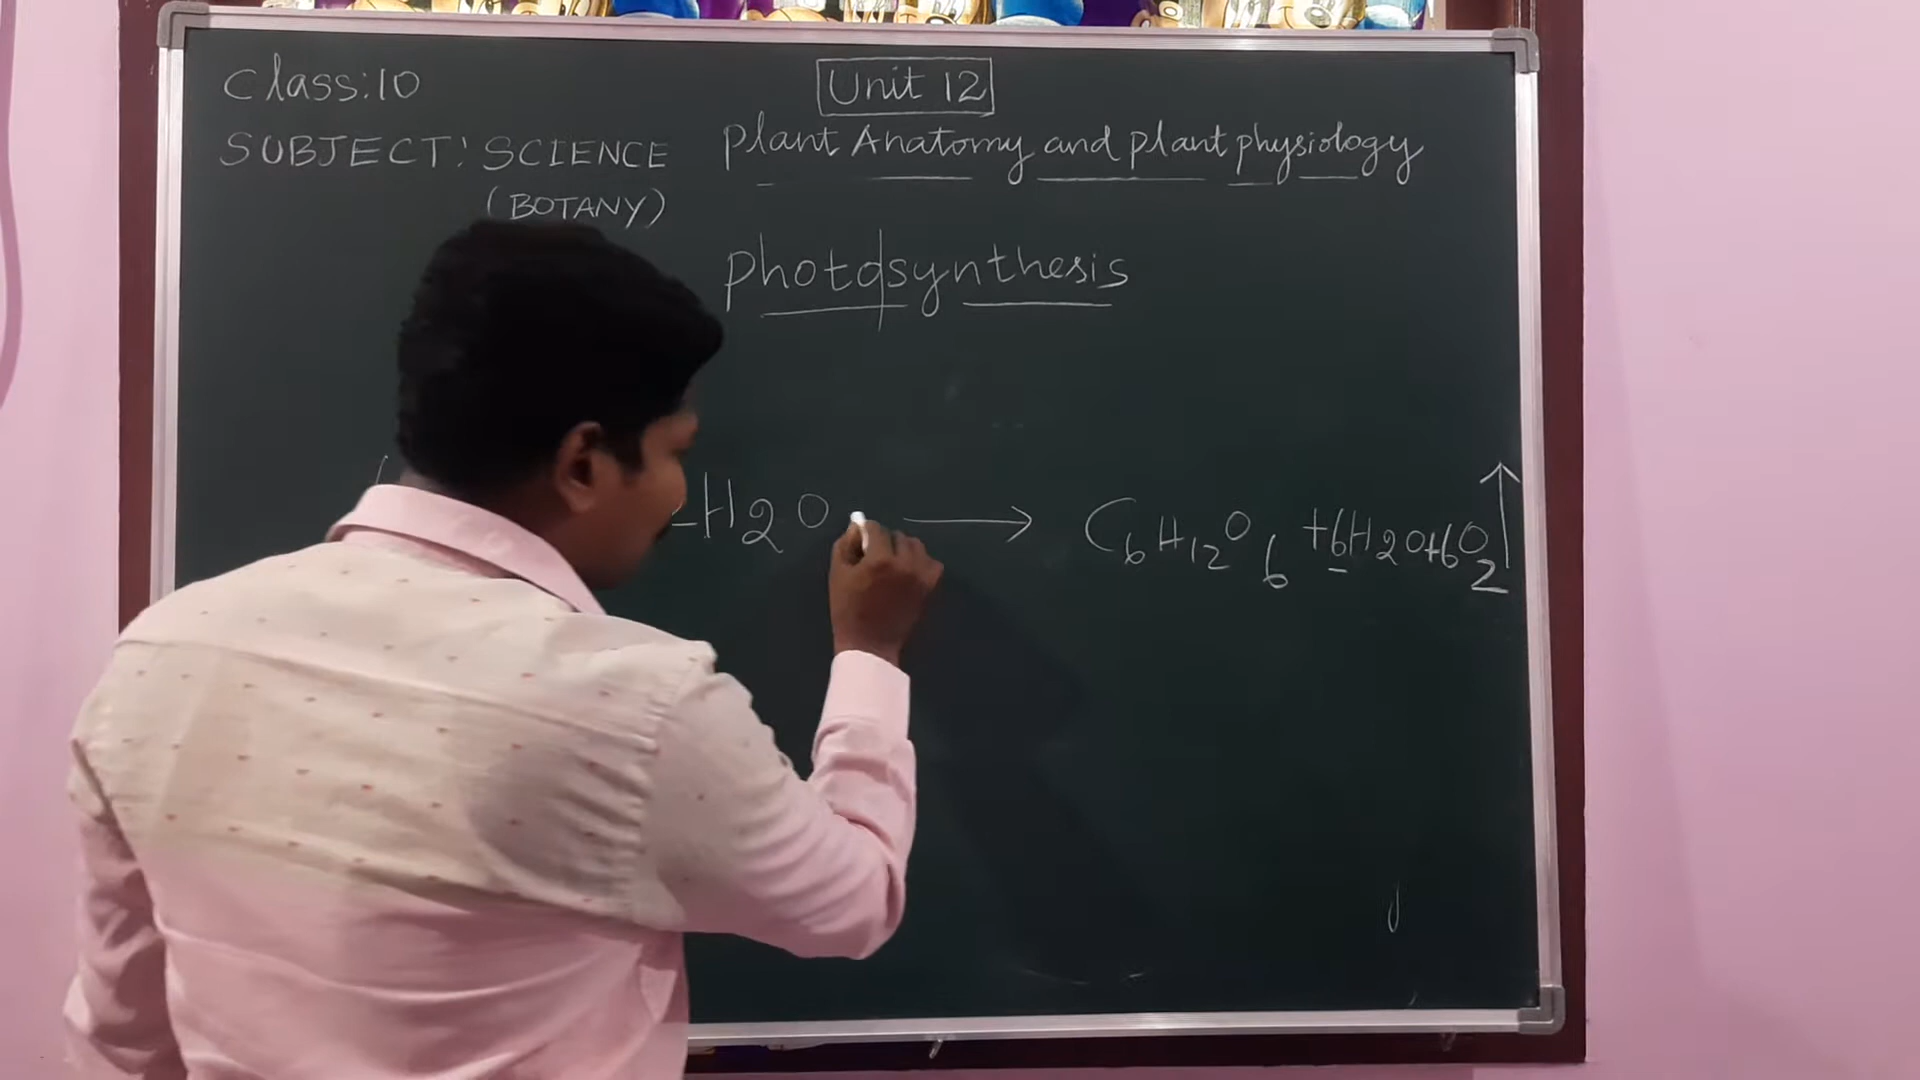 Class:10
Unit 12
SUBJECT: SCIENCE
(BOTANY)
Plant Anatomy and plant physiology
photosynthesis
H2O → C6H12O6 +6H2O+6O2↑